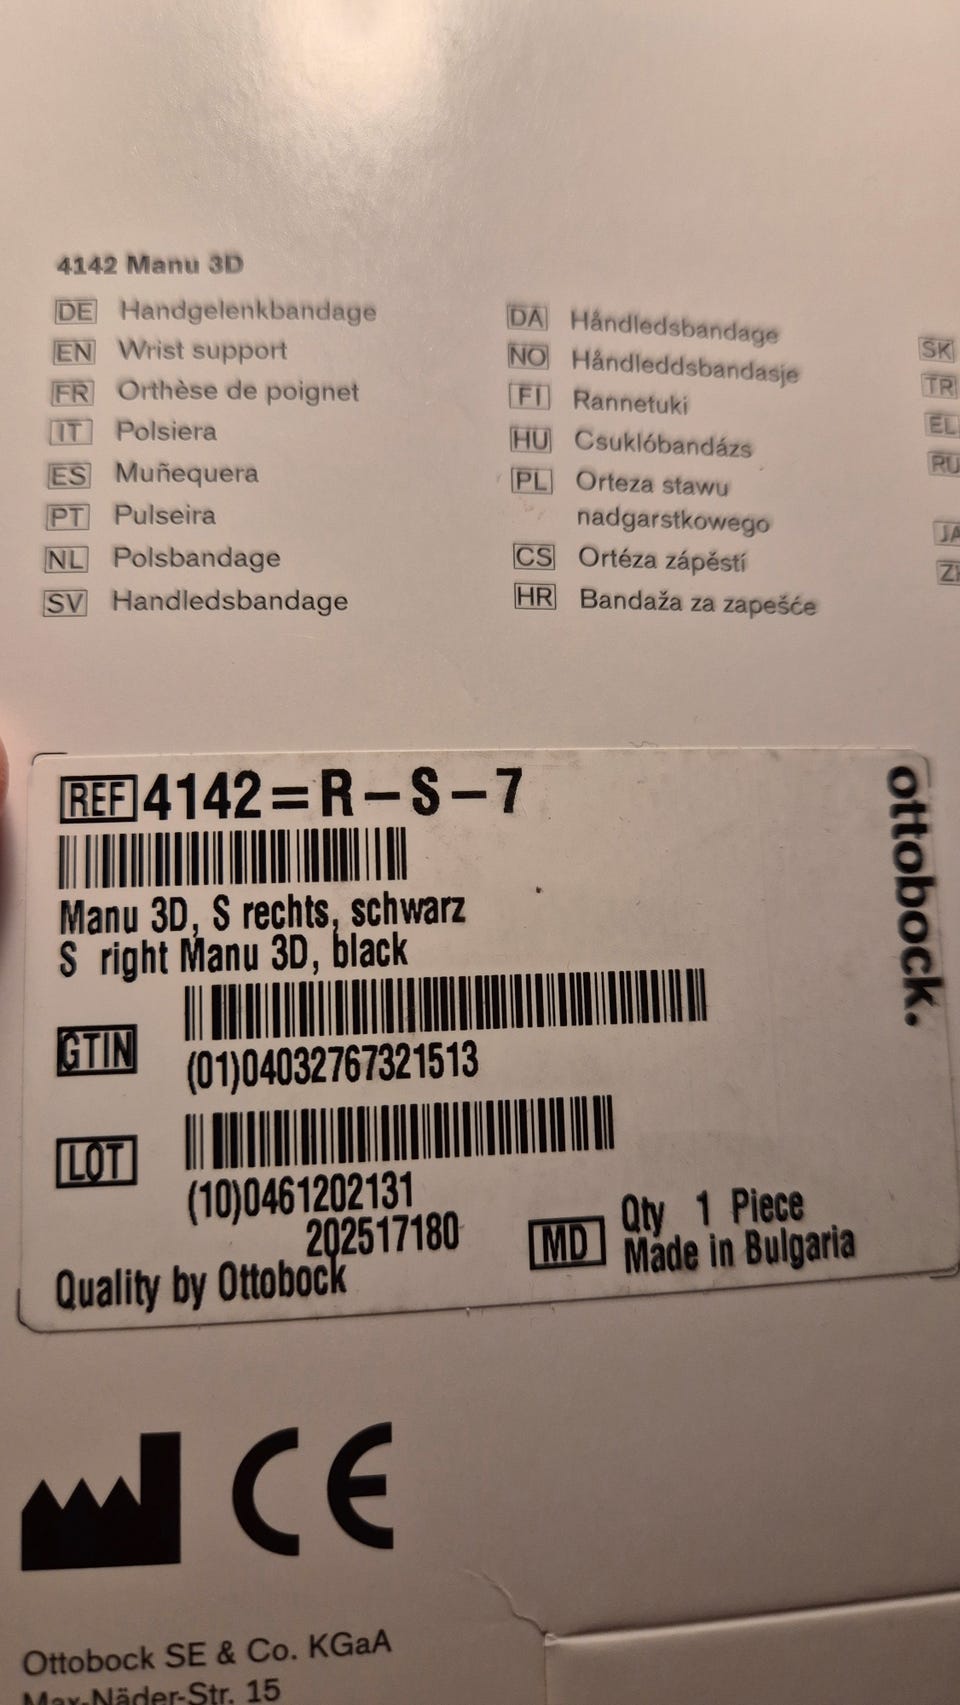 4142 Manu 3D
DE Handgelenkbandage
EN Wrist support
FR Orthèse de poignet
IT Polsiera
ES Muñequera
PT Pulseira
NL Polsbandage
SV Handledsbandage
DA Håndledsbandage
NO Håndleddsbandasje
FI Rannetuki
HU Csuklóbandázs
PL Orteza stawu
nadgarstkowego
CS Ortéza zápěstí
HR Bandaža za zapešće
SK
TR
EL
RU
JA
REF 4142=R-S-7
Manu 3D, S rechts, schwarz
S right Manu 3D, black
GTIN
(01)04032767321513
LOT
(10)0461202131
202517180
Quality by Ottobock
MD
Qty 1 Piece
Made in Bulgaria
ottobock.
CE
Ottobock SE & Co. KGaA
Max-Näder-Str. 15